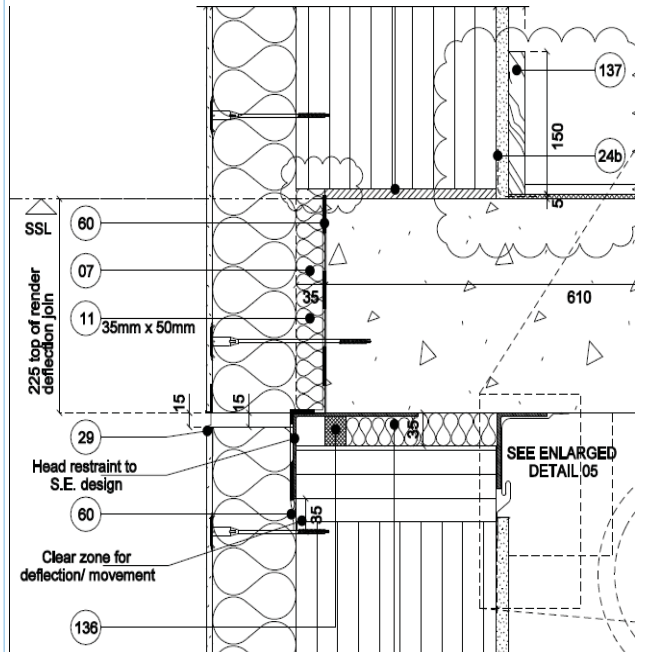 137
150
24b
5
SSL
60
07
35
610
11
35mm x 50mm
225 top of render
deflection join
15
15
29
35
SEE ENLARGED
DETAIL 05
Head restraint to
S.E. design
60
35
Clear zone for
deflection/ movement
136